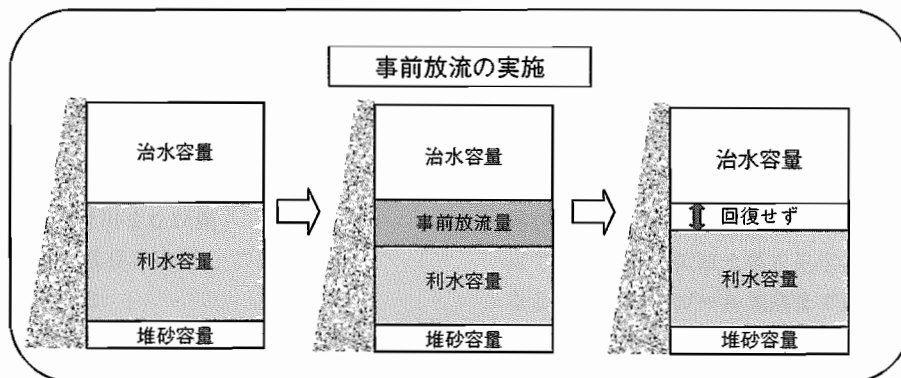 事前放流の実施
治水容量
利水容量
堆砂容量
治水容量
事前放流量
利水容量
堆砂容量
治水容量
回復せず
利水容量
堆砂容量